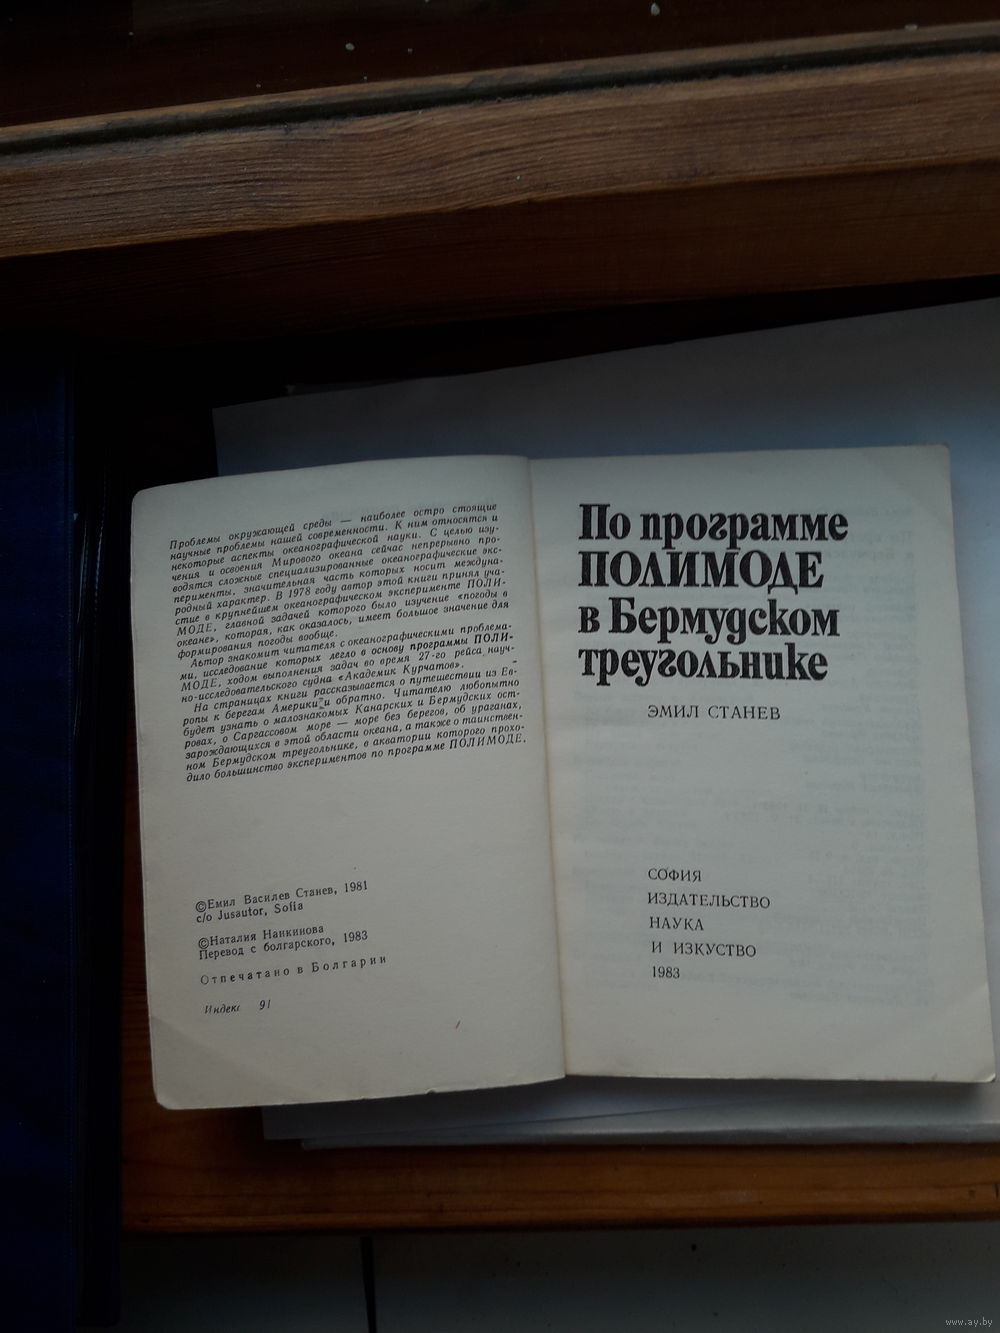 Проблемы окружающей среды — наиболее остро стоящие
научные проблемы нашей современности. К ним относятся и
некоторые аспекты океанографической науки. С целью изу-
чения и освоения Мирового океана сейчас непрерывно про-
водятся сложные специализированные океанографические экс-
перименты, значительная часть которых носит междуна-
родный характер. В 1978 году автор этой книги принял уча-
стие в крупнейшем океанографическом эксперименте ПОЛИ-
МОДЕ, главной задачей которого было изучение «погоды в
океане», которая, как оказалось, имеет большое значение для
формирования погоды вообще.
Автор знакомит читателя с океанографическими проблема-
ми, исследование которых легло в основу программы ПОЛИ-
МОДЕ, ходом выполнения задач во время 27-го рейса науч-
но-исследовательского судна «Академик Курчатов».
На страницах книги рассказывается о путешествии из Ев-
ропы к берегам Америки и обратно. Читателю любопытно
будет узнать о малознакомых Канарских и Бермудских ост-
ровах, о Саргассовом море — море без берегов, об ураганах,
зарождающихся в этой области океана, а также о таинствен-
ном Бермудском треугольнике, в акватории которого прохо-
дило большинство экспериментов по программе ПОЛИМОДЕ.
©Емил Василев Станев, 1981
c/o Jusautor, Sofia
©Наталия Нанкинова
Перевод с болгарского, 1983
Отпечатано в Болгарии
Индекс 91
По программе
ПОЛИМОДЕ
в Бермудском
треугольнике
ЭМИЛ СТАНЕВ
СОФИЯ
ИЗДАТЕЛЬСТВО
НАУКА
И ИЗКУСТВО
1983
www.ay.by